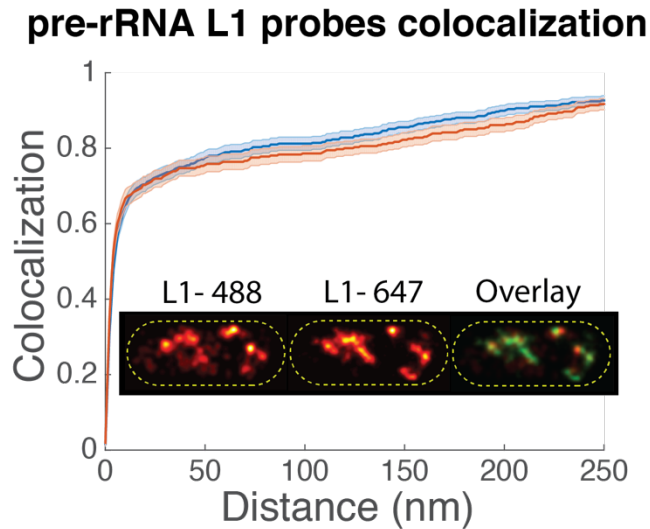 pre-rRNA L1 probes colocalization
1
0.8
0.6
0.4
0.2
0
Colocalization
L1- 488 L1- 647 Overlay
0 50 100 150 200 250
Distance (nm)